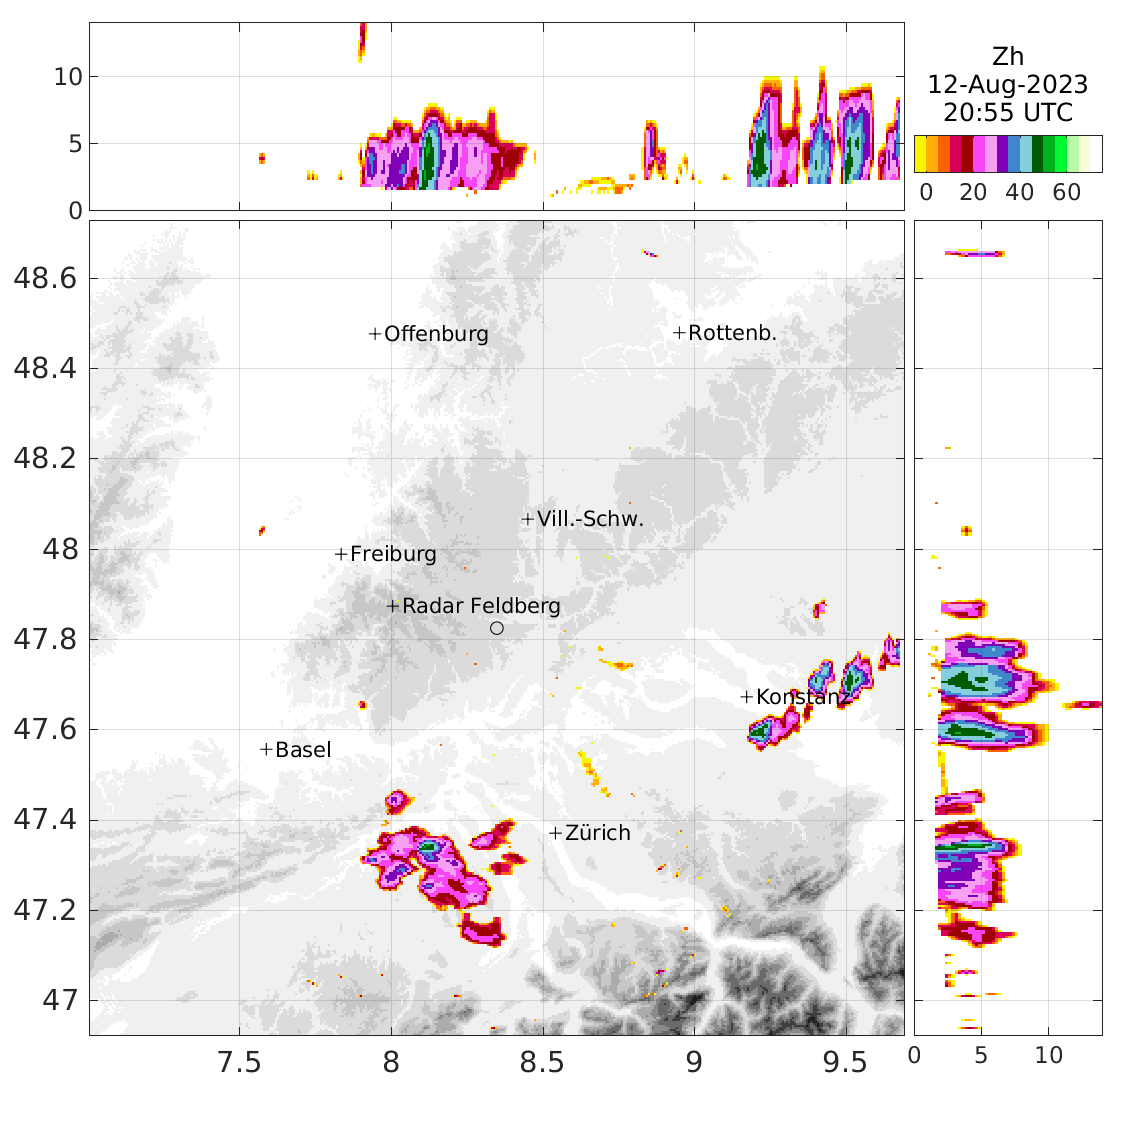 10
5
0
Zh
12-Aug-2023
20:55 UTC
0 20 40 60
48.6
48.4
48.2
48
47.8
47.6
47.4
47.2
47
+Offenburg
+Rottenb.
+Vill.-Schw.
+Freiburg
+Radar Feldberg
+Konstanz
+Basel
+Zürich
7.5 8 8.5 9 9.5
0 5 10